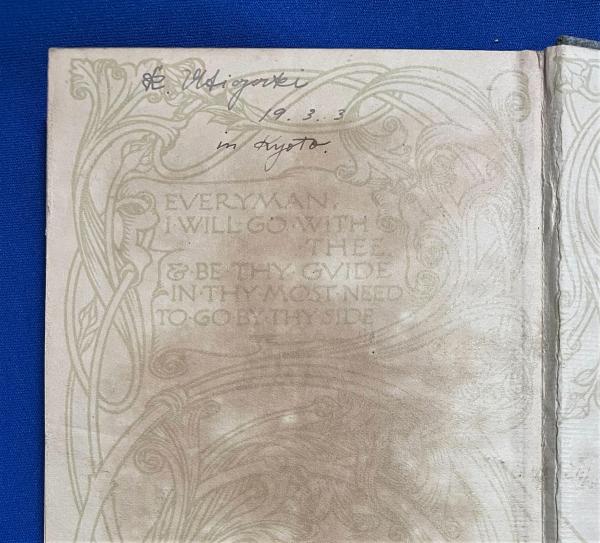 19. 3. 3
in Kyoto.
EVERYMAN,
I·WILL·GO·WITH
THEE.
& BE·THY·GVIDE
IN·THY·MOST·NEED
TO·GO·BY·THY·SIDE